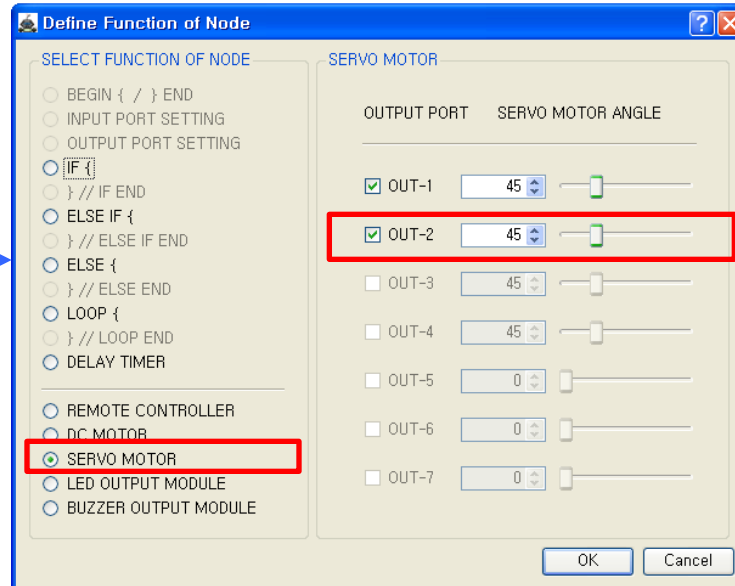 Define Function of Node
SELECT FUNCTION OF NODE
BEGIN { / } END
INPUT PORT SETTING
OUTPUT PORT SETTING
IF {
} // IF END
ELSE IF {
} // ELSE IF END
ELSE {
} // ELSE END
LOOP {
} // LOOP END
DELAY TIMER
REMOTE CONTROLLER
DC MOTOR
SERVO MOTOR
LED OUTPUT MODULE
BUZZER OUTPUT MODULE
SERVO MOTOR
OUTPUT PORT SERVO MOTOR ANGLE
OUT-1 45
OUT-2 45
OUT-3 45
OUT-4 45
OUT-5 0
OUT-6 0
OUT-7 0
OK Cancel